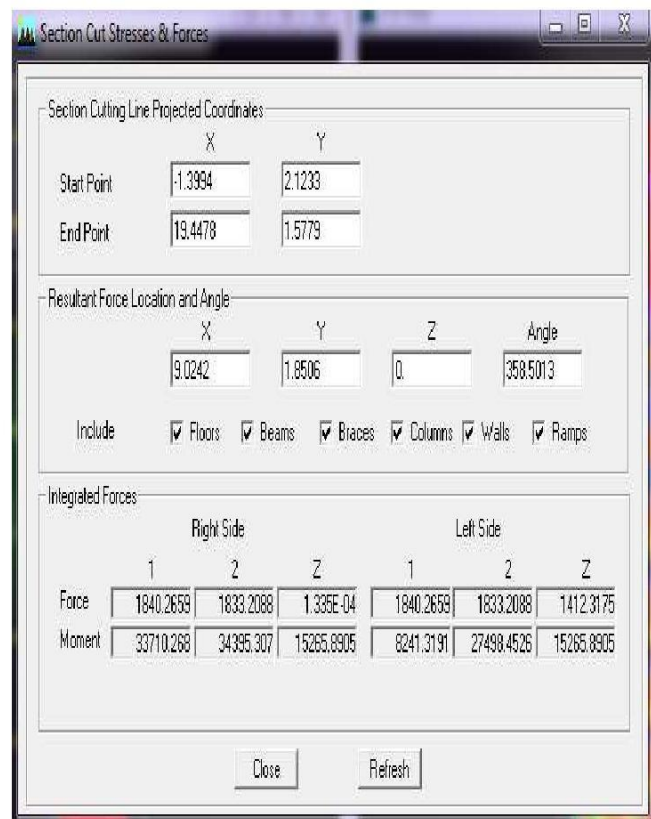 Section Cut Stresses & Forces
Section Cutting Line Projected Coordinates
X Y
Start Point -1.3994 2.1233
End Point 19.4478 1.5779
Resultant Force Location and Angle
X Y Z Angle
9.0242 1.8506 0. 358.5013
Include Floors Beams Braces Columns Walls Ramps
Integrated Forces
Right Side Left Side
1 2 Z 1 2 Z
Force 1840.2659 1833.2088 1.335E-04 1840.2659 1833.2088 1412.3175
Moment 33710.268 34395.307 15265.8905 8241.3191 27498.4526 15265.8905
Close Refresh